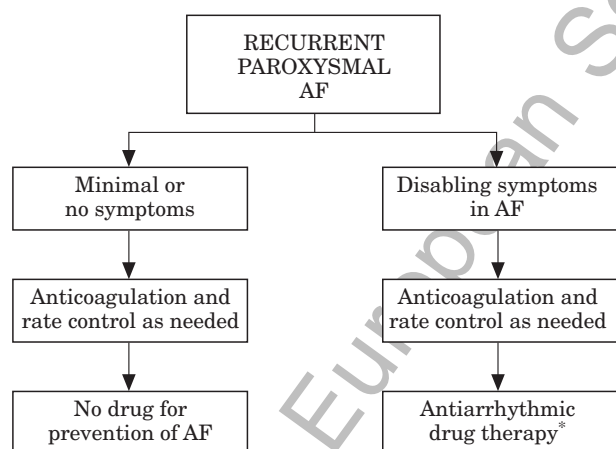 RECURRENT
PAROXYSMAL
AF
Minimal or
no symptoms
Disabling symptoms
in AF
Anticoagulation and
rate control as needed
Anticoagulation and
rate control as needed
No drug for
prevention of AF
Antiarrhythmic
drug therapy*
European